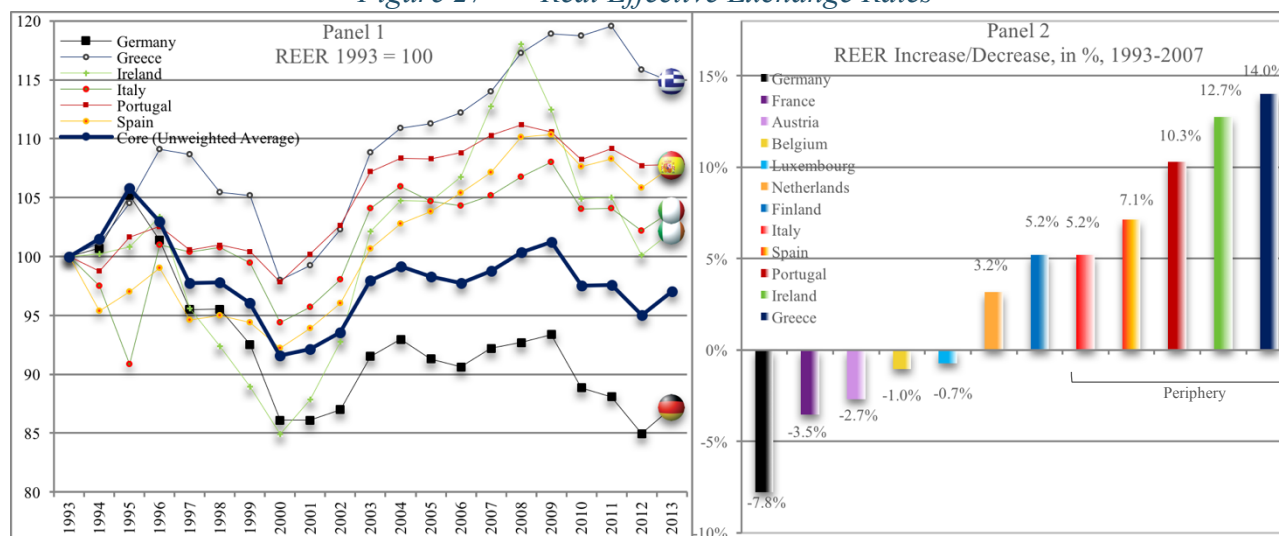 Figure 27 Real Effective Exchange Rates
Panel 1
REER 1993 = 100
120
115
110
105
100
95
90
85
80
Germany
Greece
Ireland
Italy
Portugal
Spain
Core (Unweighted Average)
1993
1994
1995
1996
1997
1998
1999
2000
2001
2002
2003
2004
2005
2006
2007
2008
2009
2010
2011
2012
2013
Panel 2
REER Increase/Decrease, in %, 1993-2007
15%
10%
5%
0%
-5%
-10%
Germany
France
Austria
Belgium
Luxembourg
Netherlands
Finland
Italy
Spain
Portugal
Ireland
Greece
-7.8%
-3.5%
-2.7%
-1.0%
-0.7%
3.2%
5.2%
5.2%
7.1%
10.3%
12.7%
14.0%
Periphery